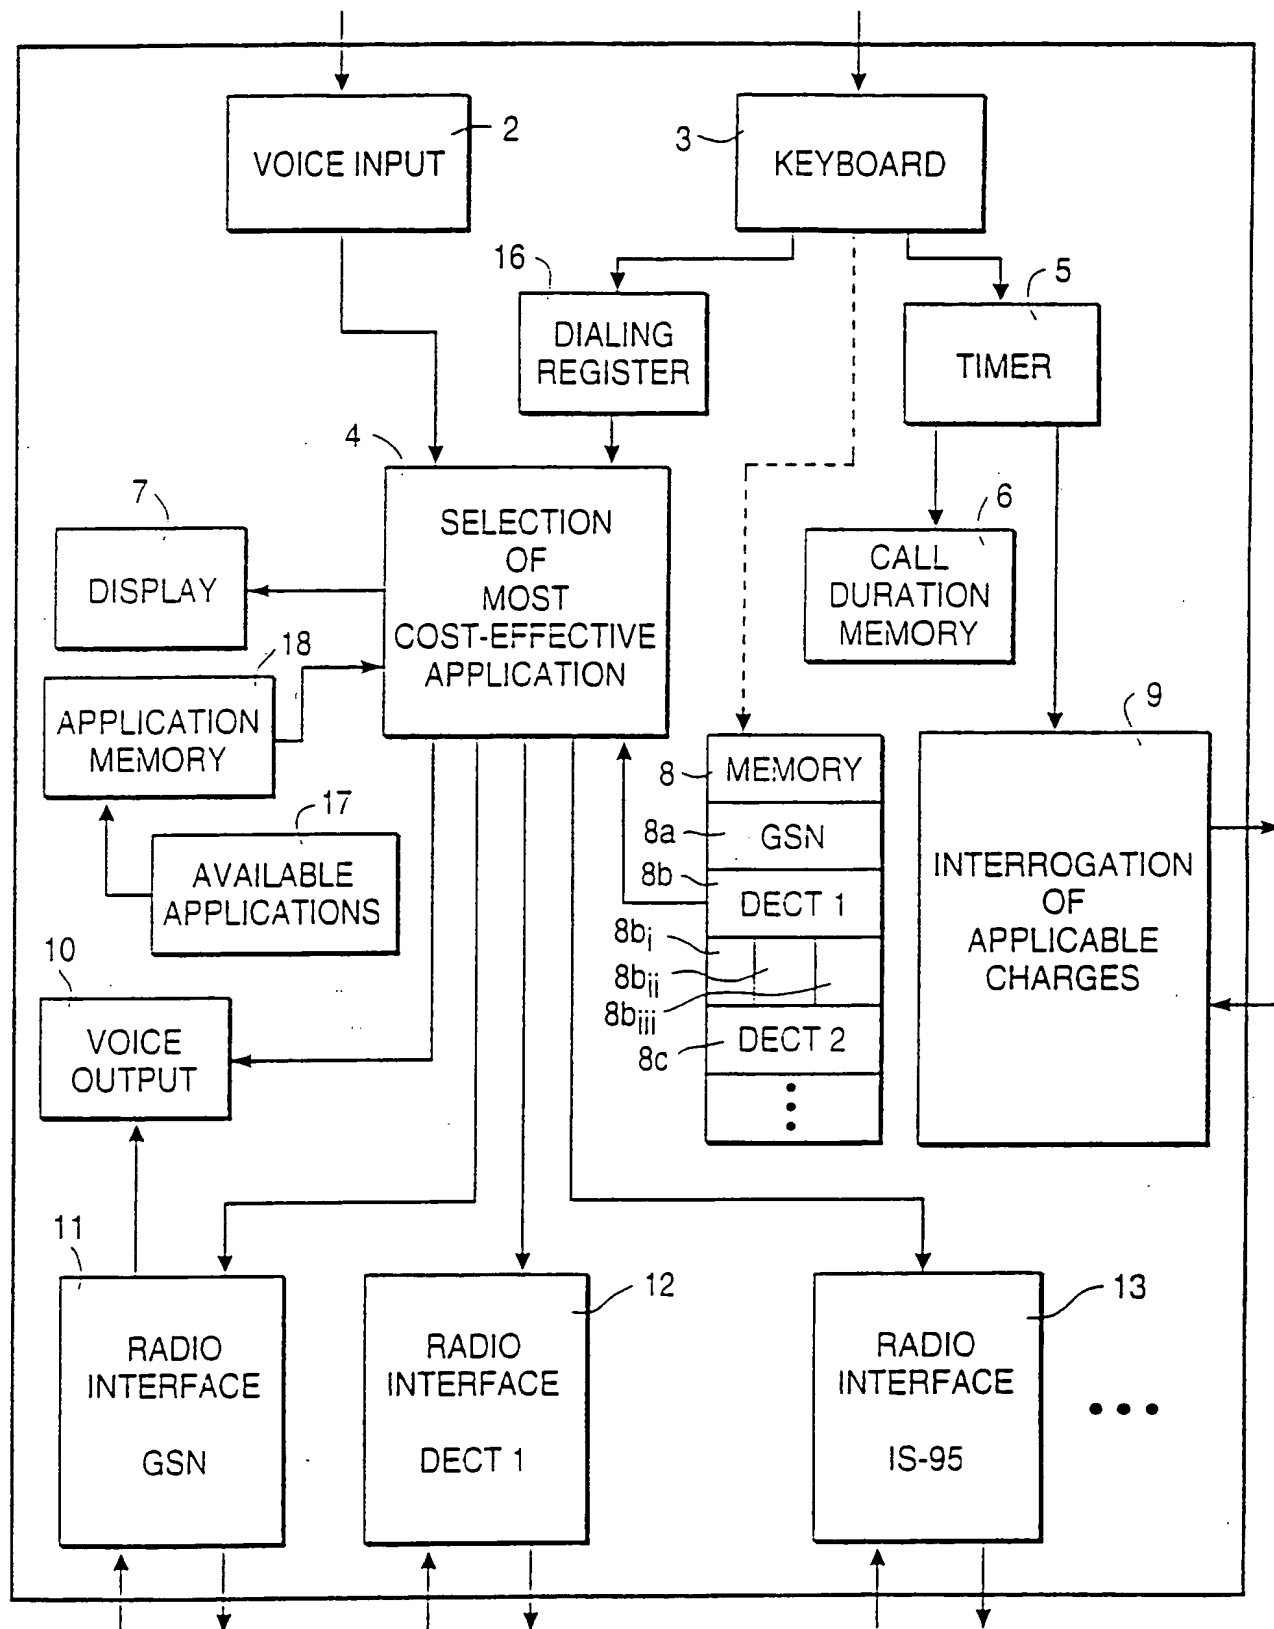 2
VOICE INPUT
3
KEYBOARD
16
DIALING
REGISTER
5
TIMER
4
SELECTION
OF
MOST
COST-EFFECTIVE
APPLICATION
7
DISPLAY
6
CALL
DURATION
MEMORY
18
APPLICATION
MEMORY
17
AVAILABLE
APPLICATIONS
8
MEMORY
8a
GSN
8b
DECT 1
8bi
8bii
8biii
8c
DECT 2
9
INTERROGATION
OF
APPLICABLE
CHARGES
10
VOICE
OUTPUT
11
RADIO
INTERFACE
GSN
12
RADIO
INTERFACE
DECT 1
13
RADIO
INTERFACE
IS-95